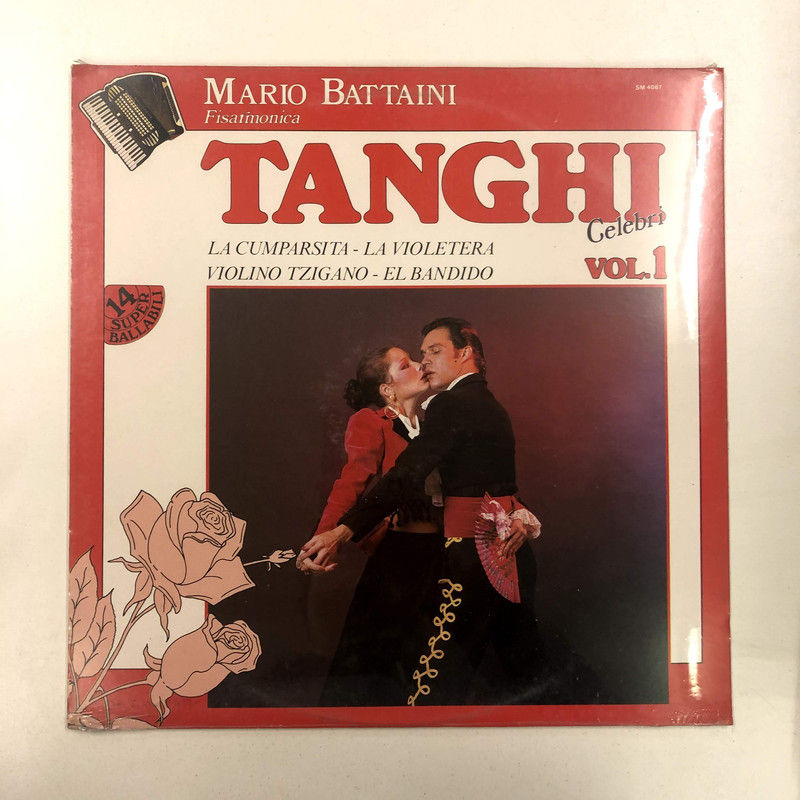 MARIO BATTAINI
SM 4067
Fisarmonica
TANGHI
Celebri
LA CUMPARSITA - LA VIOLETERA
VIOLINO TZIGANO - EL BANDIDO
VOL.1
14
SUPER
BALLABILI